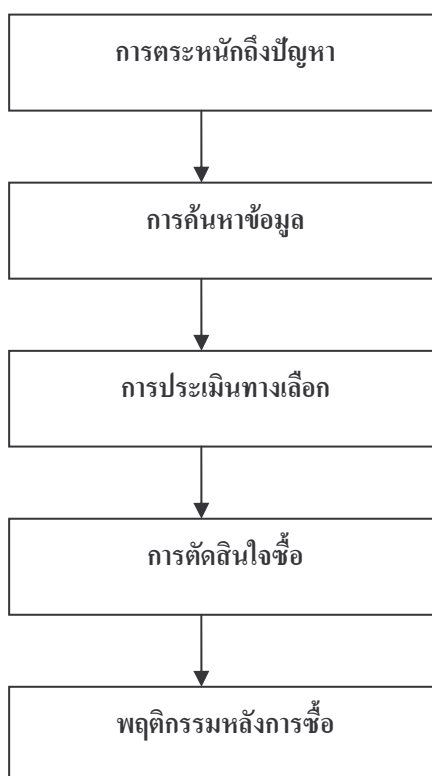 การตระหนักถึงปัญหา
การค้นหาข้อมูล
การประเมินทางเลือก
การตัดสินใจซื้อ
พฤติกรรมหลังการซื้อ